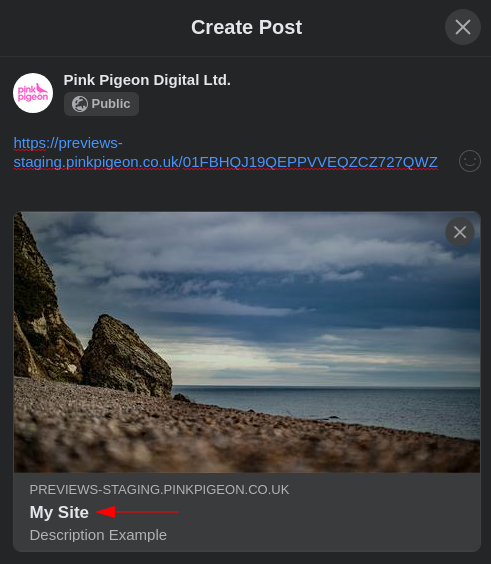 Create Post
pink
pigeon
Pink Pigeon Digital Ltd.
Public
https://previews-
staging.pinkpigeon.co.uk/01FBHQJ19QEPPVVEQZCZ727QWZ
PREVIEWS-STAGING.PINKPIGEON.CO.UK
My Site
Description Example